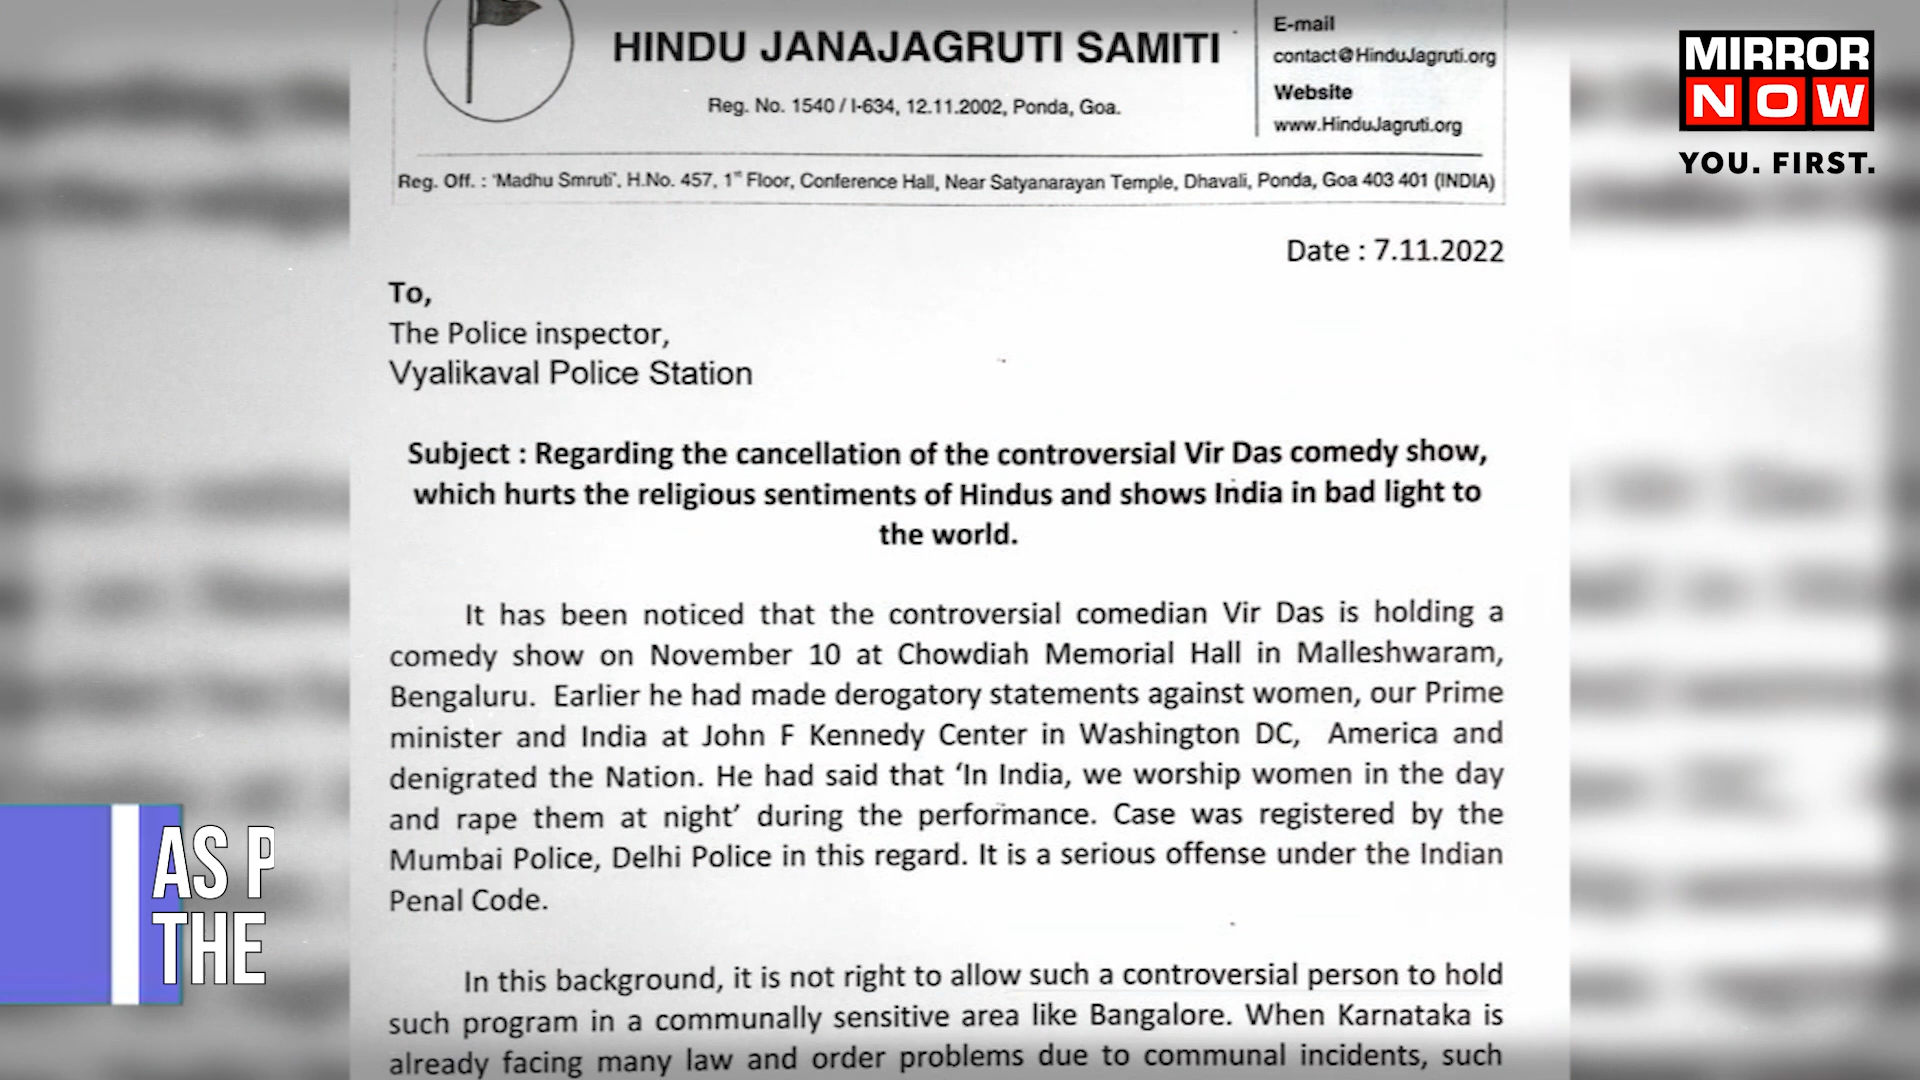 HINDU JANAJAGRUTI SAMITI
Reg. No. 1540 / I-634, 12.11.2002, Ponda, Goa.
E-mail
contact@HinduJagruti.org
Website
www.HinduJagruti.org
Reg. Off. : 'Madhu Smruti', H.No. 457, 1st Floor, Conference Hall, Near Satyanarayan Temple, Dhavali, Ponda, Goa 403 401 (INDIA)
MIRROR
NOW
YOU. FIRST.
Date : 7.11.2022
To,
The Police inspector,
Vyalikaval Police Station
Subject : Regarding the cancellation of the controversial Vir Das comedy show,
which hurts the religious sentiments of Hindus and shows India in bad light to
the world.
It has been noticed that the controversial comedian Vir Das is holding a
comedy show on November 10 at Chowdiah Memorial Hall in Malleshwaram,
Bengaluru. Earlier he had made derogatory statements against women, our Prime
minister and India at John F Kennedy Center in Washington DC, America and
denigrated the Nation. He had said that ‘In India, we worship women in the day
and rape them at night’ during the performance. Case was registered by the
Mumbai Police, Delhi Police in this regard. It is a serious offense under the Indian
Penal Code.
In this background, it is not right to allow such a controversial person to hold
such program in a communally sensitive area like Bangalore. When Karnataka is
already facing many law and order problems due to communal incidents, such
AS P
THE